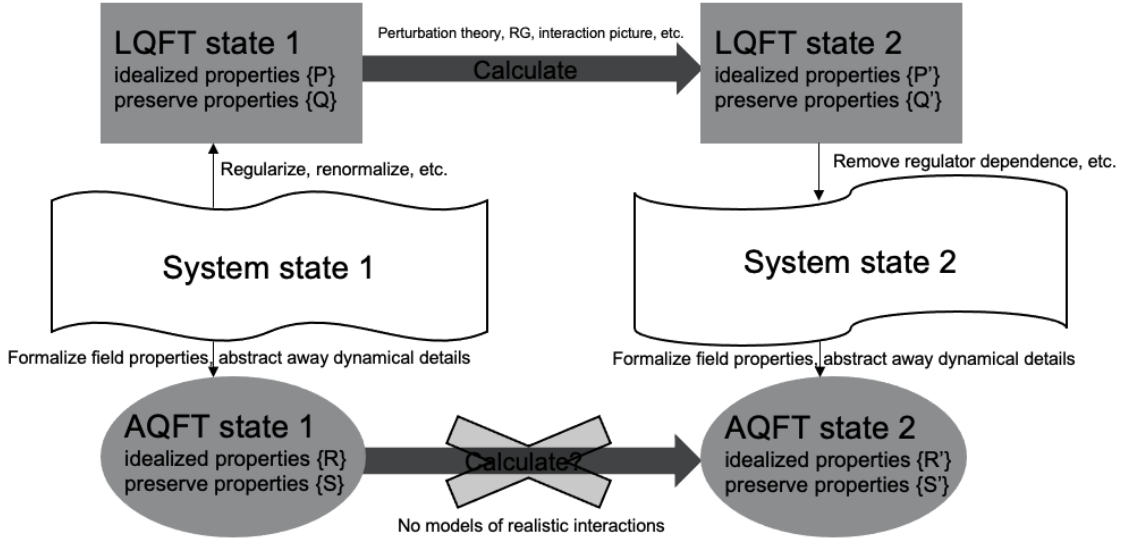 LQFT state 1
idealized properties {P}
preserve properties {Q}
Perturbation theory, RG, interaction picture, etc.
Calculate
LQFT state 2
idealized properties {P'}
preserve properties {Q'}
Regularize, renormalize, etc.
Remove regulator dependence, etc.
System state 1
System state 2
Formalize field properties, abstract away dynamical details
Formalize field properties, abstract away dynamical details
AQFT state 1
idealized properties {R}
preserve properties {S}
Calculate?
No models of realistic interactions
AQFT state 2
idealized properties {R'}
preserve properties {S'}